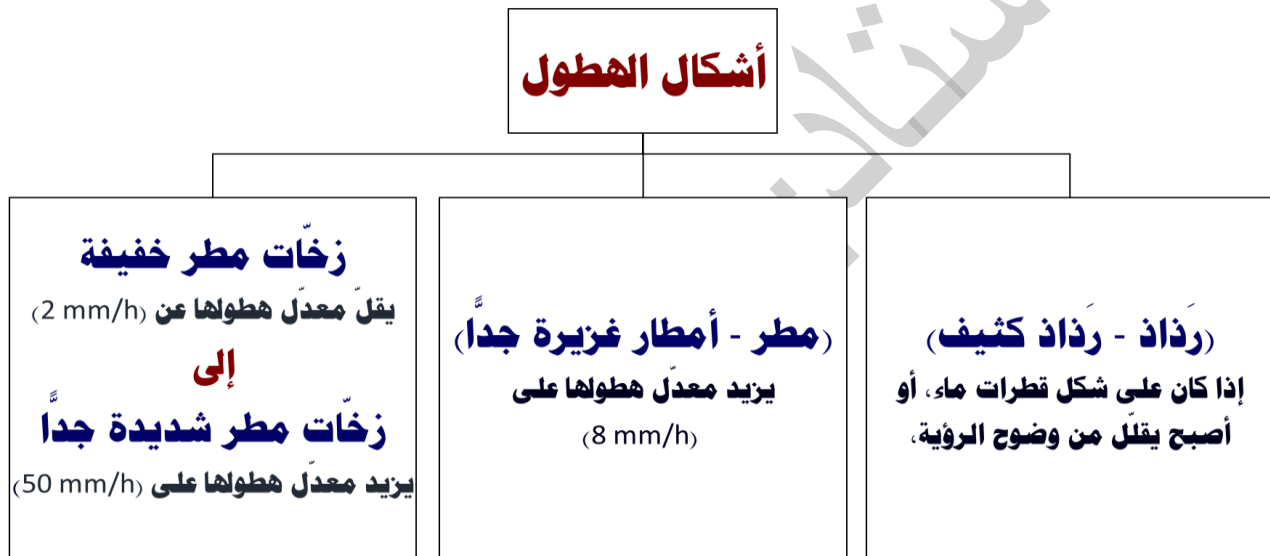 أشكال الهطول
(رَذاذ - رَذاذ كثيف)
إذا كان على شكل قطرات ماء، أو
أصبح يقلّل من وضوح الرؤية،
(مطر - أمطار غزيرة جدًّا)
يزيد معدّل هطولها على
(8 mm/h)
زخّات مطر خفيفة
يقلّ معدّل هطولها عن (2 mm/h)
إلى
زخّات مطر شديدة جدًّا
يزيد معدّل هطولها على (50 mm/h)